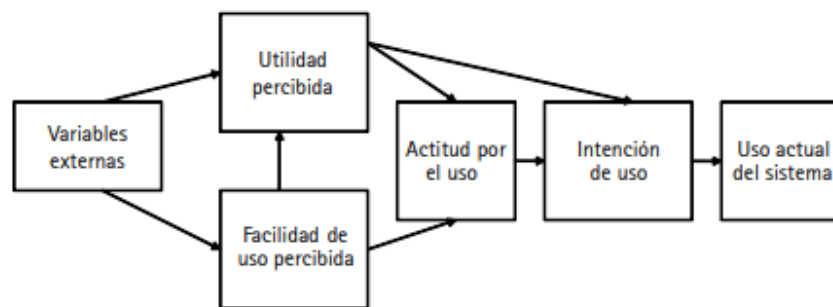 Utilidad
percibida
Variables
externas
Facilidad de
uso percibida
Actitud por
el uso
Intención
de uso
Uso actual
del sistema